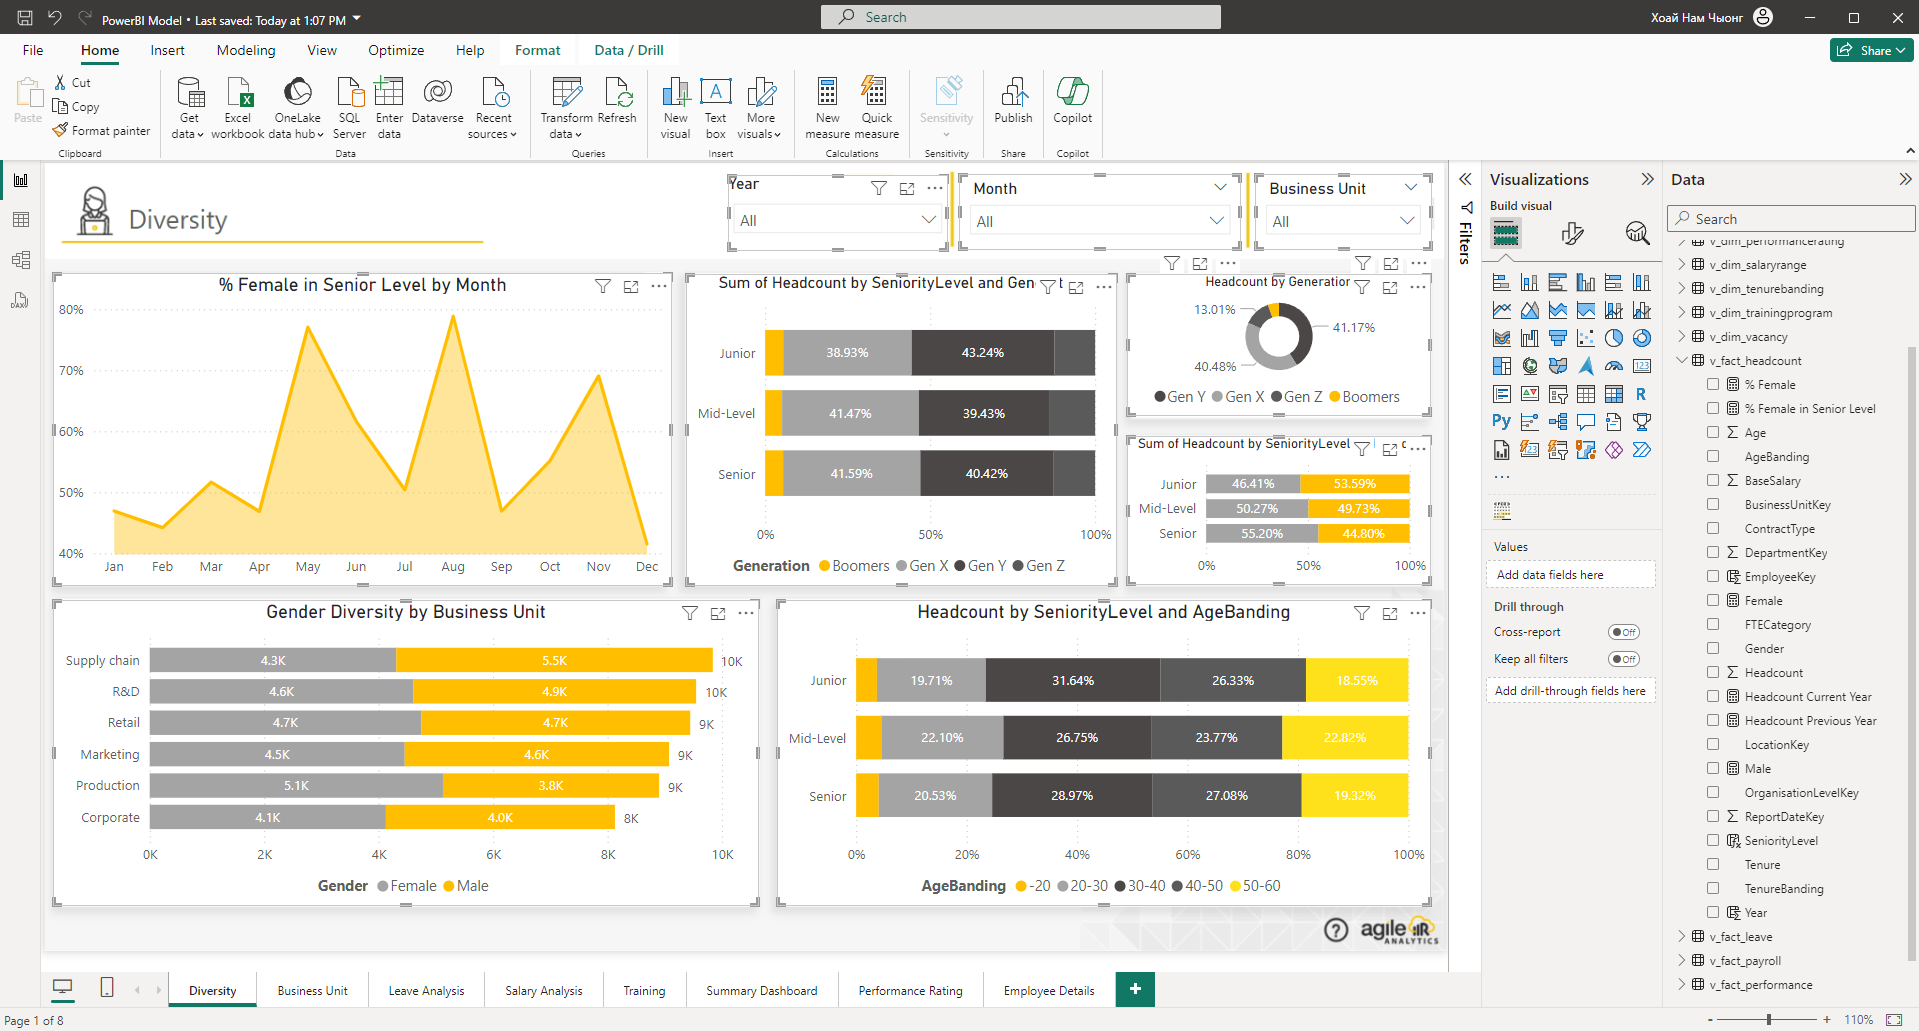 PowerBI Model • Last saved: Today at 1:07 PM
Search
Хоай Нам Чыонг
File Home Insert Modeling View Optimize Help Format Data / Drill
Share
Paste
Cut
Copy
Format painter
Clipboard
Get data
Excel workbook
OneLake data hub
SQL Server
Enter data
Dataverse
Recent sources
Data
Transform data
Refresh
Queries
New visual
Text box
More visuals
Insert
New measure
Quick measure
Calculations
Sensitivity
Sensitivity
Publish
Share
Copilot
Copilot
DAX
Diversity
Year
All
Month
All
Business Unit
All
% Female in Senior Level by Month
80%
70%
60%
50%
40%
Jan Feb Mar Apr May Jun Jul Aug Sep Oct Nov Dec
Sum of Headcount by SeniorityLevel and Gen t
Junior 38.93% 43.24%
Mid-Level 41.47% 39.43%
Senior 41.59% 40.42%
0% 50% 100%
Generation Boomers Gen X Gen Y Gen Z
Headcount by Generation
13.01%
41.17%
40.48%
Gen Y Gen X Gen Z Boomers
Sum of Headcount by SeniorityLevel
Junior 46.41% 53.59%
Mid-Level 50.27% 49.73%
Senior 55.20% 44.80%
0% 50% 100%
Gender Diversity by Business Unit
Supply chain 4.3K 5.5K 10K
R&D 4.6K 4.9K 10K
Retail 4.7K 4.7K 9K
Marketing 4.5K 4.6K 9K
Production 5.1K 3.8K 9K
Corporate 4.1K 4.0K 8K
0K 2K 4K 6K 8K 10K
Gender Female Male
Headcount by SeniorityLevel and AgeBanding
Junior 19.71% 31.64% 26.33% 18.55%
Mid-Level 22.10% 26.75% 23.77% 22.82%
Senior 20.53% 28.97% 27.08% 19.32%
0% 20% 40% 60% 80% 100%
AgeBanding -20 20-30 30-40 40-50 50-60
agile R
ANALYTICS
Filters
Visualizations
Build visual
123
R
Py
123
Values
Add data fields here
Drill through
Cross-report Off
Keep all filters Off
Add drill-through fields here
Data
Search
v_dim_performancerating
v_dim_salaryrange
v_dim_tenurebanding
v_dim_trainingprogram
v_dim_vacancy
v_fact_headcount
% Female
% Female in Senior Level
Age
AgeBanding
BaseSalary
BusinessUnitKey
ContractType
DepartmentKey
EmployeeKey
Female
FTECategory
Gender
Headcount
Headcount Current Year
Headcount Previous Year
LocationKey
Male
OrganisationLevelKey
ReportDateKey
SeniorityLevel
Tenure
TenureBanding
Year
v_fact_leave
v_fact_payroll
v_fact_performance
Diversity Business Unit Leave Analysis Salary Analysis Training Summary Dashboard Performance Rating Employee Details +
Page 1 of 8
- + 110%